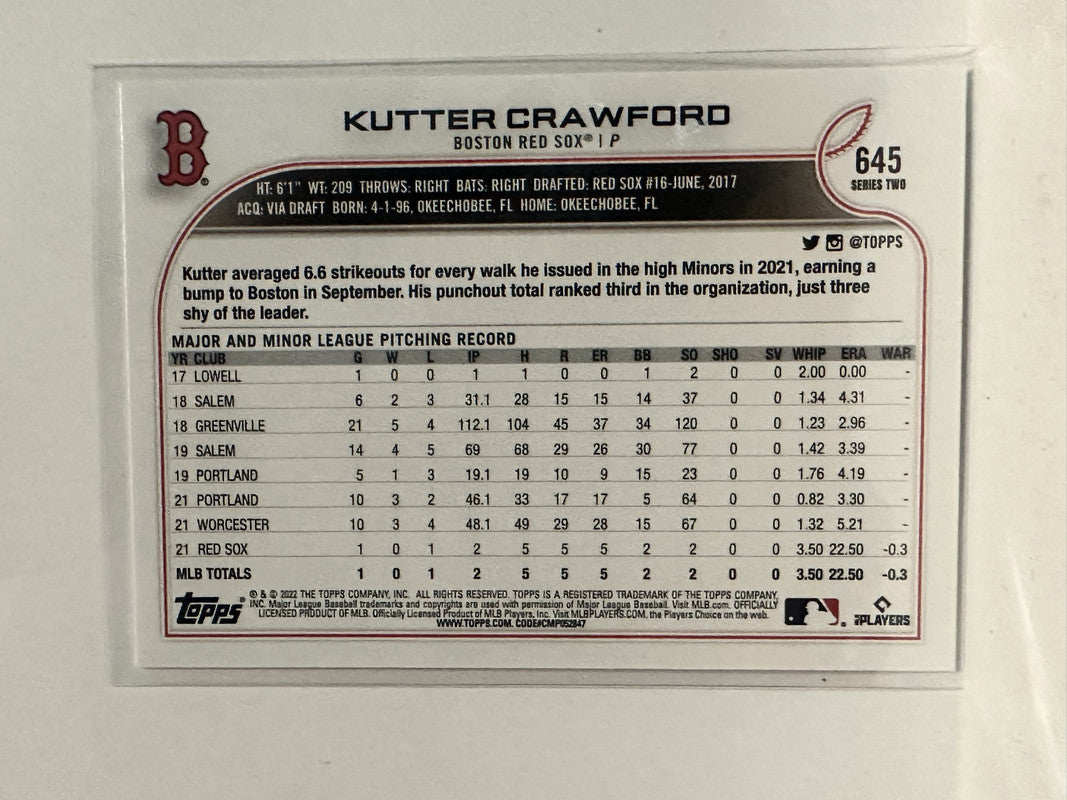 B
KUTTER CRAWFORD
BOSTON RED SOX® | P
645
SERIES TWO
HT: 6'1" WT: 209 THROWS: RIGHT BATS: RIGHT DRAFTED: RED SOX #16-JUNE, 2017
ACQ: VIA DRAFT BORN: 4-1-96, OKEECHOBEE, FL HOME: OKEECHOBEE, FL
@TOPPS
Kutter averaged 6.6 strikeouts for every walk he issued in the high Minors in 2021, earning a
bump to Boston in September. His punchout total ranked third in the organization, just three
shy of the leader.
MAJOR AND MINOR LEAGUE PITCHING RECORD
YR CLUB G W L IP H R ER BB SO SHO SV WHIP ERA WAR
17 LOWELL 1 0 0 1 1 0 0 1 2 0 0 2.00 0.00 -
18 SALEM 6 2 3 31.1 28 15 15 14 37 0 0 1.34 4.31 -
18 GREENVILLE 21 5 4 112.1 104 45 37 34 120 0 0 1.23 2.96 -
19 SALEM 14 4 5 69 68 29 26 30 77 0 0 1.42 3.39 -
19 PORTLAND 5 1 3 19.1 19 10 9 15 23 0 0 1.76 4.19 -
21 PORTLAND 10 3 2 46.1 33 17 17 5 64 0 0 0.82 3.30 -
21 WORCESTER 10 3 4 48.1 49 29 28 15 67 0 0 1.32 5.21 -
21 RED SOX 1 0 1 2 5 5 5 2 2 0 0 3.50 22.50 -0.3
MLB TOTALS 1 0 1 2 5 5 5 2 2 0 0 3.50 22.50 -0.3
Topps® ® & © 2022 THE TOPPS COMPANY, INC. ALL RIGHTS RESERVED. TOPPS IS A REGISTERED TRADEMARK OF THE TOPPS COMPANY,
INC. Major League Baseball trademarks and copyrights are used with permission of Major League Baseball. Visit MLB.com. OFFICIALLY
LICENSED PRODUCT OF MLB. Officially Licensed Product of MLB Players, Inc. Visit MLBPLAYERS.COM, the Players Choice on the web.
WWW.TOPPS.COM. CODE#CMP052847
PLAYERS